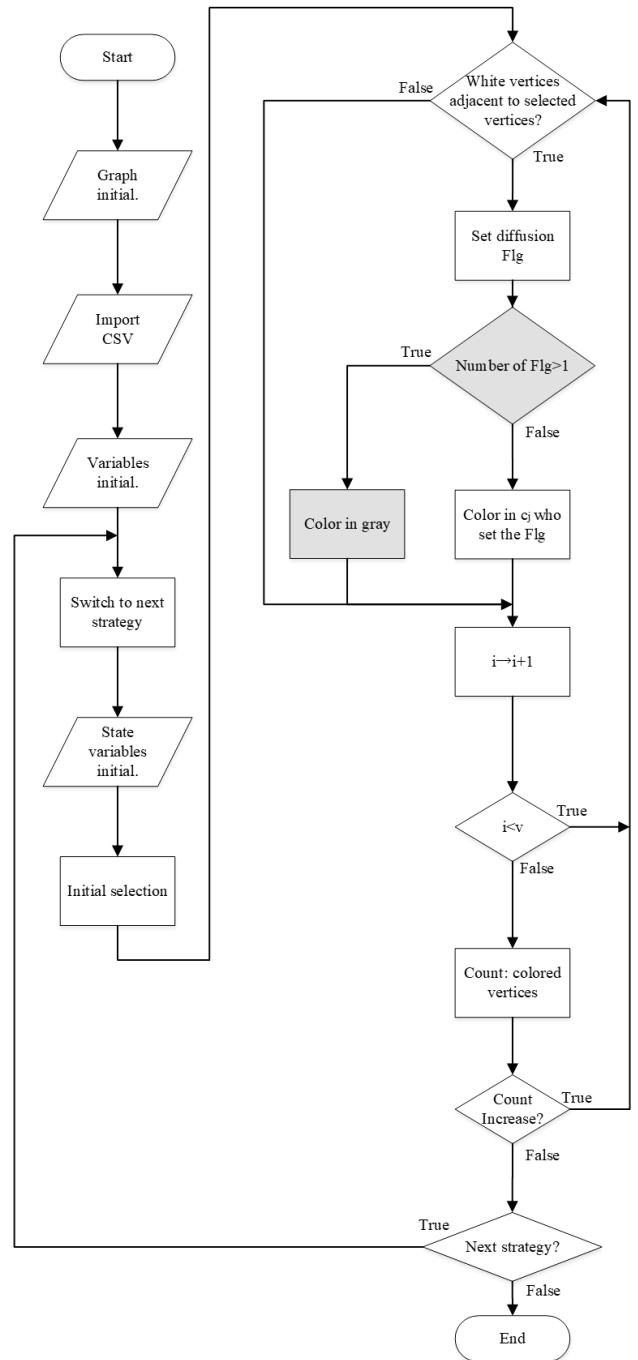 Start
Graph
initial.
Import
CSV
Variables
initial.
Switch to next
strategy
State
variables
initial.
Initial selection
White vertices
adjacent to selected
vertices?
False
True
Set diffusion
Flg
Number of Flg>1
True
False
Color in gray
Color in cj who
set the Flg
i→i+1
i<v
True
False
Count: colored
vertices
Count
Increase?
True
False
Next strategy?
True
False
End